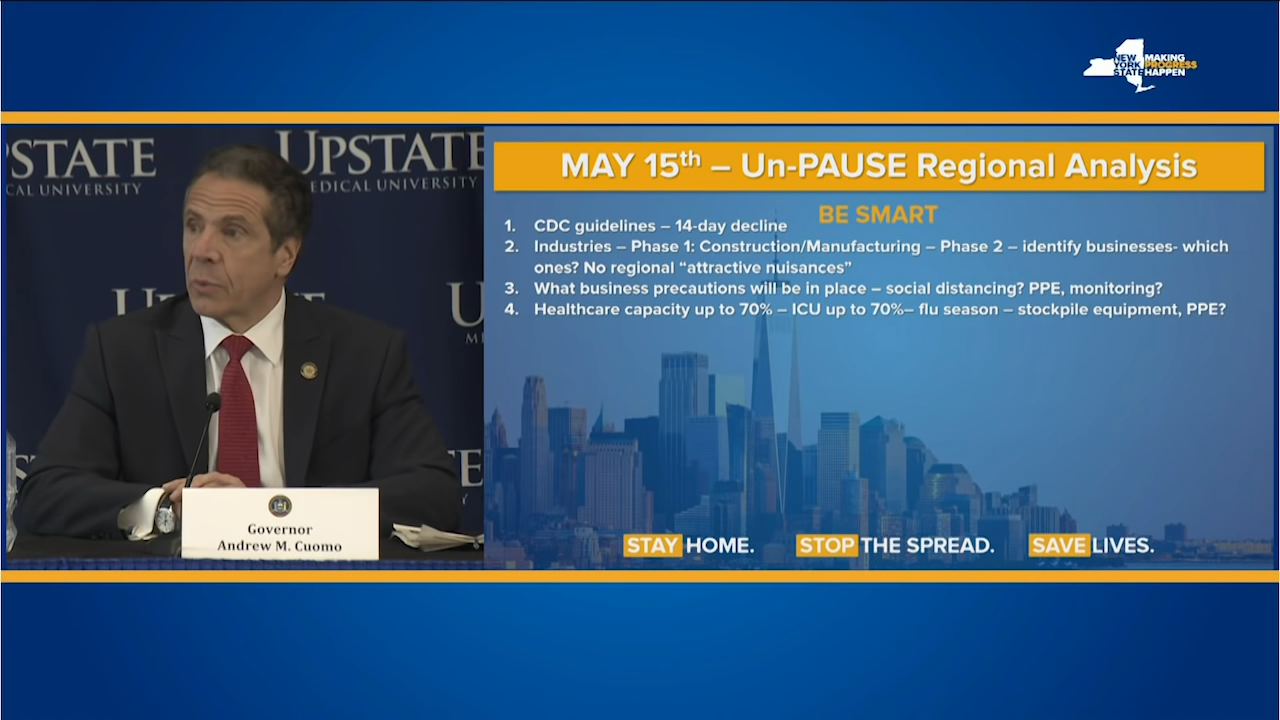 NEW YORK STATE
MAKING
PROGRESS
HAPPEN
STATE
CAL UNIVERSITY
UPSTATE
EDICAL UNIVERSITY
MAY 15th – Un-PAUSE Regional Analysis
BE SMART
1. CDC guidelines – 14-day decline
2. Industries – Phase 1: Construction/Manufacturing – Phase 2 – identify businesses- which
ones? No regional “attractive nuisances”
3. What business precautions will be in place – social distancing? PPE, monitoring?
4. Healthcare capacity up to 70% – ICU up to 70%– flu season – stockpile equipment, PPE?
Governor
Andrew M. Cuomo
STAY HOME. STOP THE SPREAD. SAVE LIVES.